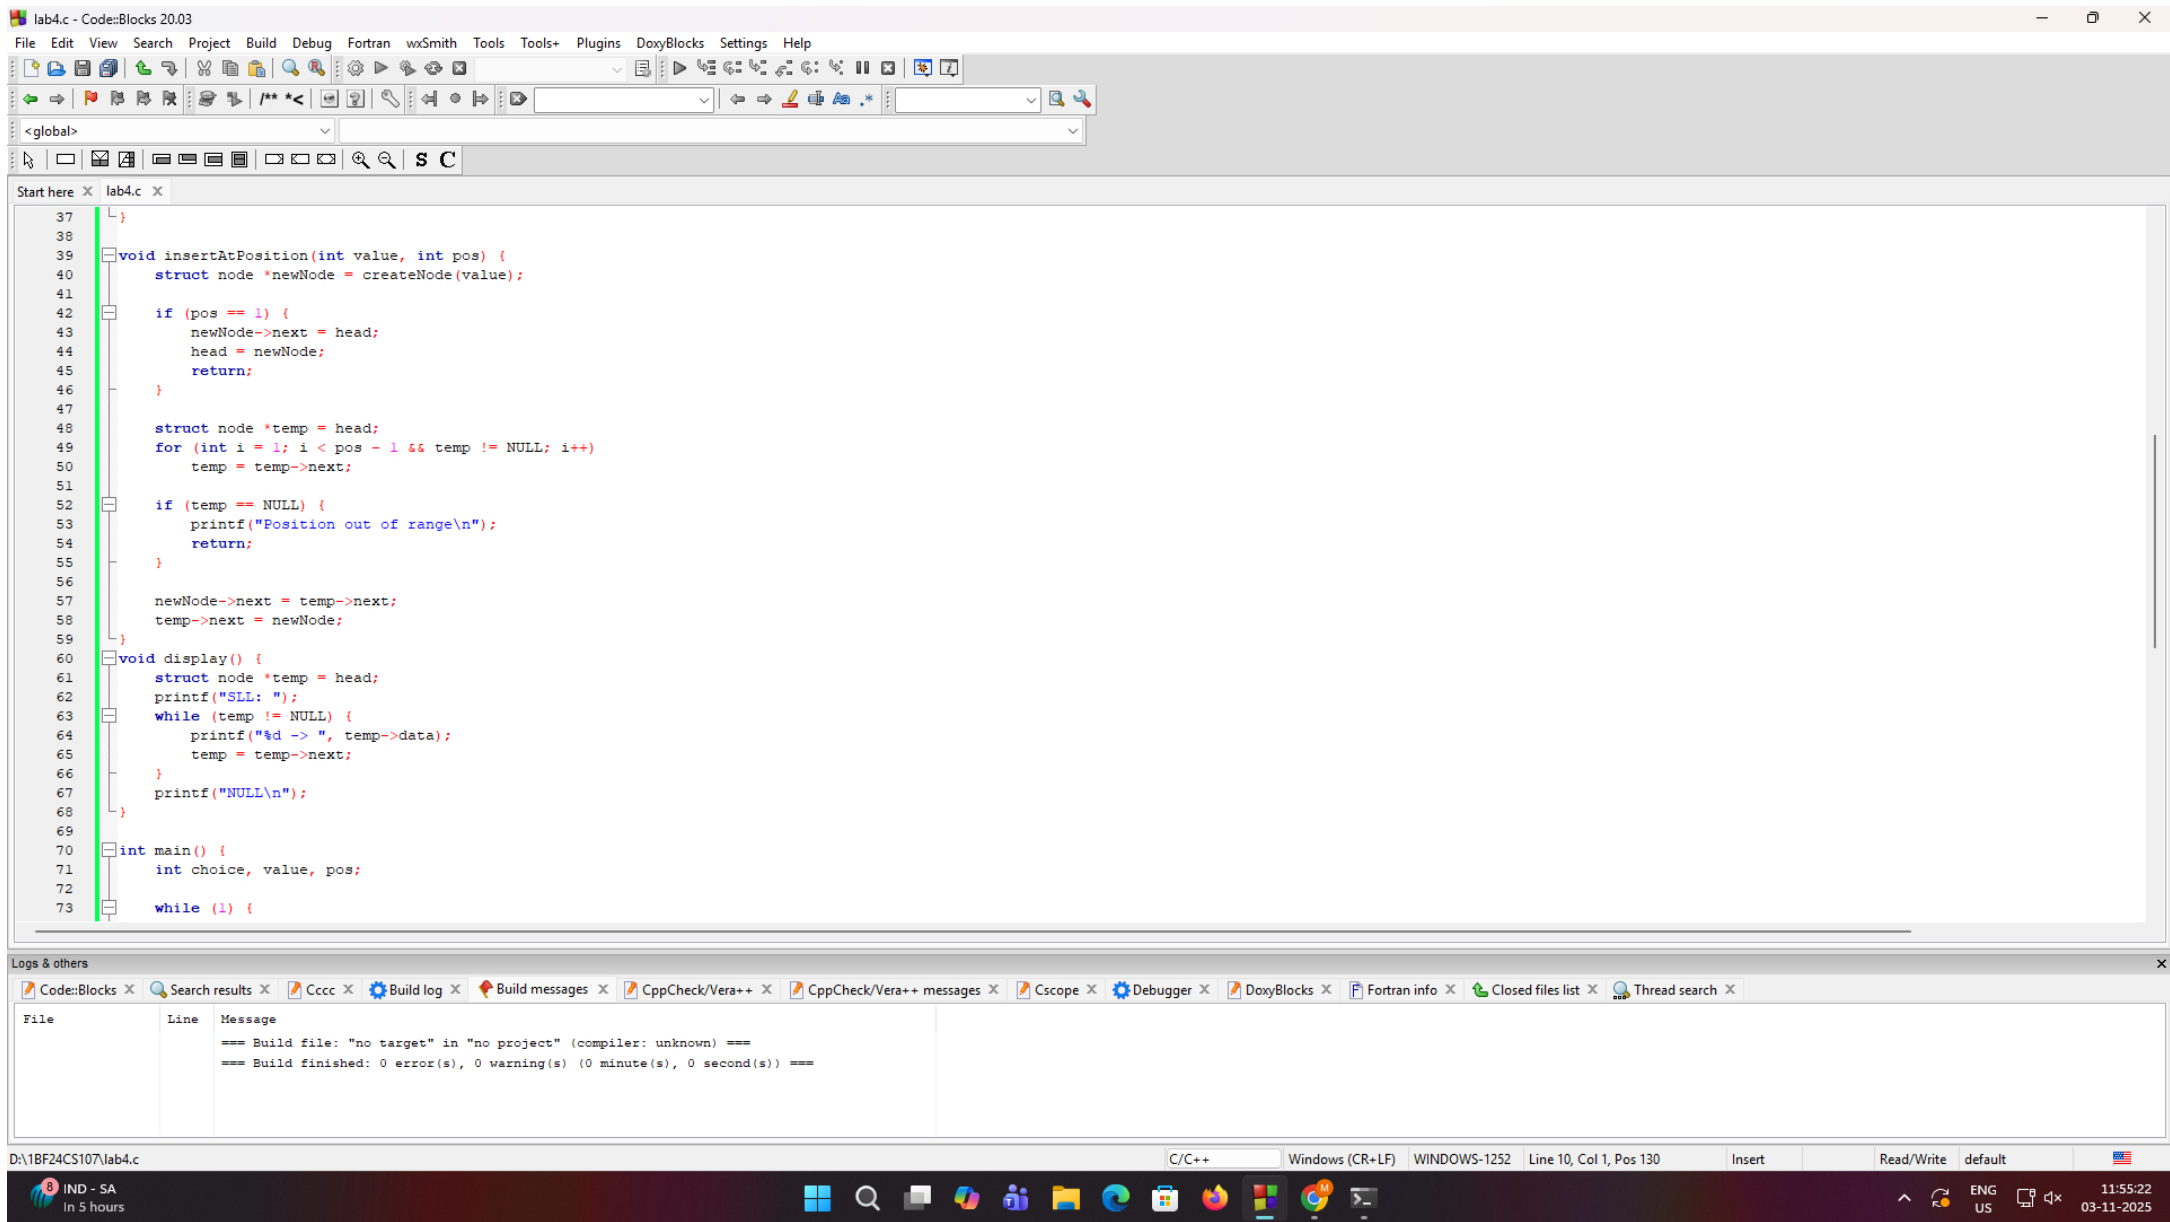 lab4.c - Code::Blocks 20.03
File Edit View Search Project Build Debug Fortran wxSmith Tools Tools+ Plugins DoxyBlocks Settings Help
/** *<
<global>
S C
Start here lab4.c
37 }
38
39 void insertAtPosition(int value, int pos) {
40     struct node *newNode = createNode(value);
41
42     if (pos == 1) {
43         newNode->next = head;
44         head = newNode;
45         return;
46     }
47
48     struct node *temp = head;
49     for (int i = 1; i < pos - 1 && temp != NULL; i++)
50         temp = temp->next;
51
52     if (temp == NULL) {
53         printf("Position out of range\n");
54         return;
55     }
56
57     newNode->next = temp->next;
58     temp->next = newNode;
59 }
60 void display() {
61     struct node *temp = head;
62     printf("SLL: ");
63     while (temp != NULL) {
64         printf("%d -> ", temp->data);
65         temp = temp->next;
66     }
67     printf("NULL\n");
68 }
69
70 int main() {
71     int choice, value, pos;
72
73     while (1) {
Logs & others
Code::Blocks Search results Cccc Build log Build messages CppCheck/Vera++ CppCheck/Vera++ messages Cscope Debugger DoxyBlocks Fortran info Closed files list Thread search
File Line Message
=== Build file: "no target" in "no project" (compiler: unknown) ===
=== Build finished: 0 error(s), 0 warning(s) (0 minute(s), 0 second(s)) ===
D:\1BF24CS107\lab4.c C/C++ Windows (CR+LF) WINDOWS-1252 Line 10, Col 1, Pos 130 Insert Read/Write default
8 IND - SA
In 5 hours
M
ENG
US
11:55:22
03-11-2025